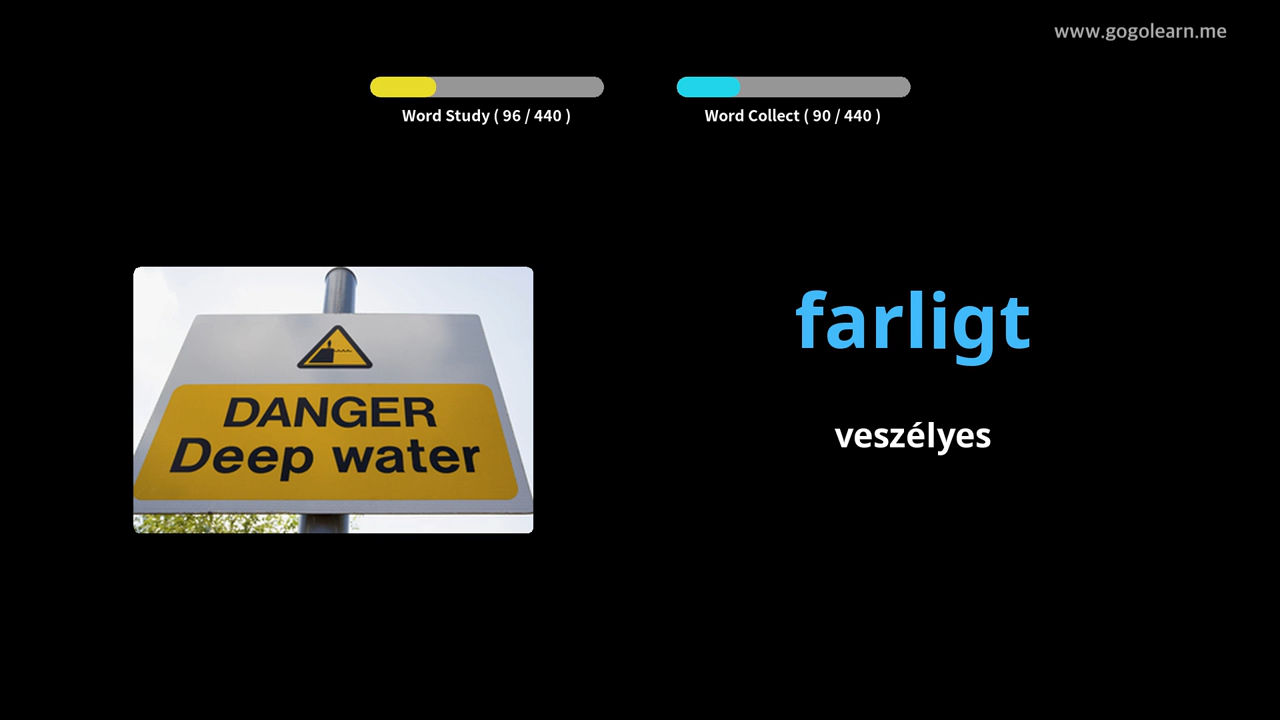 www.gogolearn.me
Word Study ( 96 / 440 )
Word Collect ( 90 / 440 )
DANGER
Deep water
farligt
veszélyes